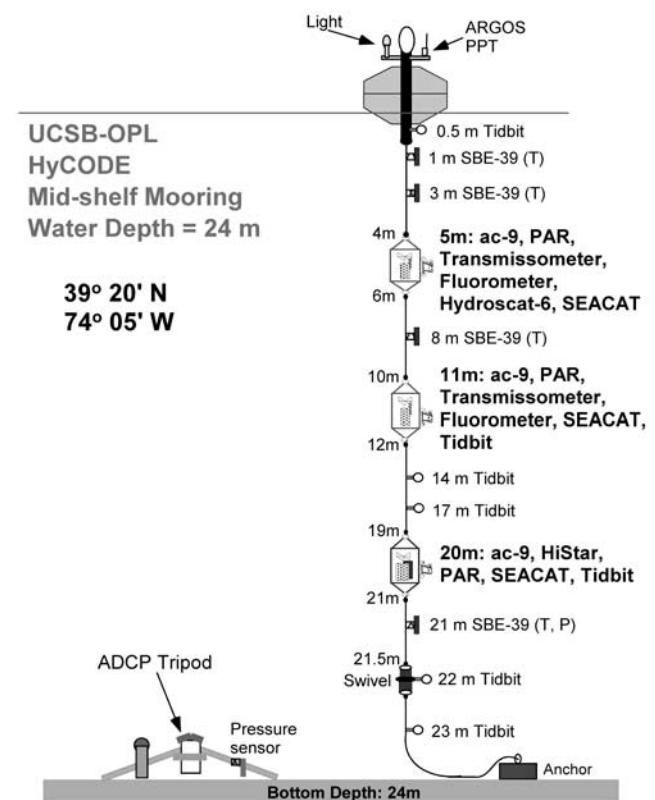 Light
ARGOS
PPT
0.5 m Tidbit
UCSB-OPL
HyCODE
Mid-shelf Mooring
Water Depth = 24 m
1 m SBE-39 (T)
3 m SBE-39 (T)
39º 20' N
74º 05' W
4m
5m: ac-9, PAR,
Transmissometer,
Fluorometer,
Hydroscat-6, SEACAT
6m
8 m SBE-39 (T)
10m
11m: ac-9, PAR,
Transmissometer,
Fluorometer, SEACAT,
Tidbit
12m
14 m Tidbit
17 m Tidbit
19m
20m: ac-9, HiStar,
PAR, SEACAT, Tidbit
21m
21 m SBE-39 (T, P)
21.5m
Swivel
22 m Tidbit
ADCP Tripod
Pressure
sensor
23 m Tidbit
Anchor
Bottom Depth: 24m